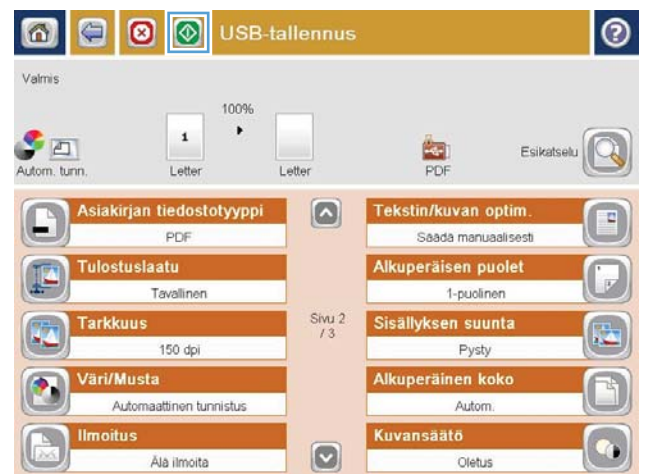 USB-tallennus
?
Valmis
100%
1
Autom. tunn.
Letter
Letter
PDF
Esikatselu
Asiakirjan tiedostotyyppi
PDF
Tekstin/kuvan optim.
Säädä manuaalisesti
Tulostuslaatu
Tavallinen
Alkuperäisen puolet
1-puolinen
Tarkkuus
150 dpi
Sivu 2
/ 3
Sisällyksen suunta
Pysty
Väri/Musta
Automaattinen tunnistus
Alkuperäinen koko
Autom.
Ilmoitus
Älä ilmoita
Kuvansäätö
Oletus